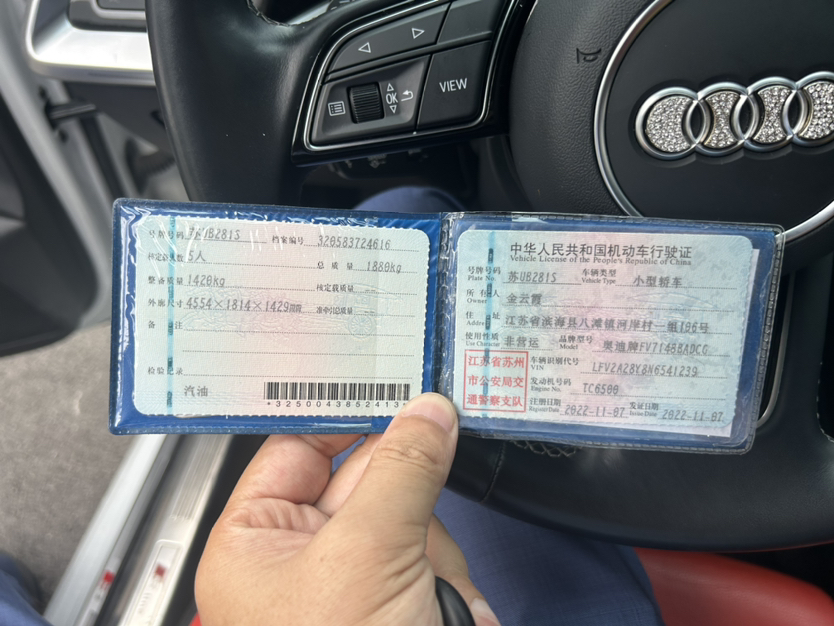 OK
VIEW
号牌号码 苏UB281S 档案编号 320583724616
核定载人数 5人 总 质 量 1880kg
整备质量 1420kg 核定载质量
外廓尺寸 4554×1814×1429mm 准牵引总质量
备 注
检验记录
汽油
*3250043852413*
中华人民共和国机动车行驶证
Vehicle License of the People's Republic of China
号牌号码 苏UB281S 车辆类型 小型轿车
Plate No. Vehicle Type
所 有 人 金云霞
Owner
住 址 江苏省滨海县八滩镇河岸村一组106号
Address
使用性质 非营运 品牌型号 奥迪牌FV7148BADCG
Use Character Model
江苏省苏州
市公安局交
通警察支队
车辆识别代号 LFV2A28Y8N6541239
VIN
发动机号码 TC6500
Engine No.
注册日期 2022-11-07 发证日期 2022-11-07
Register Date Issue Date